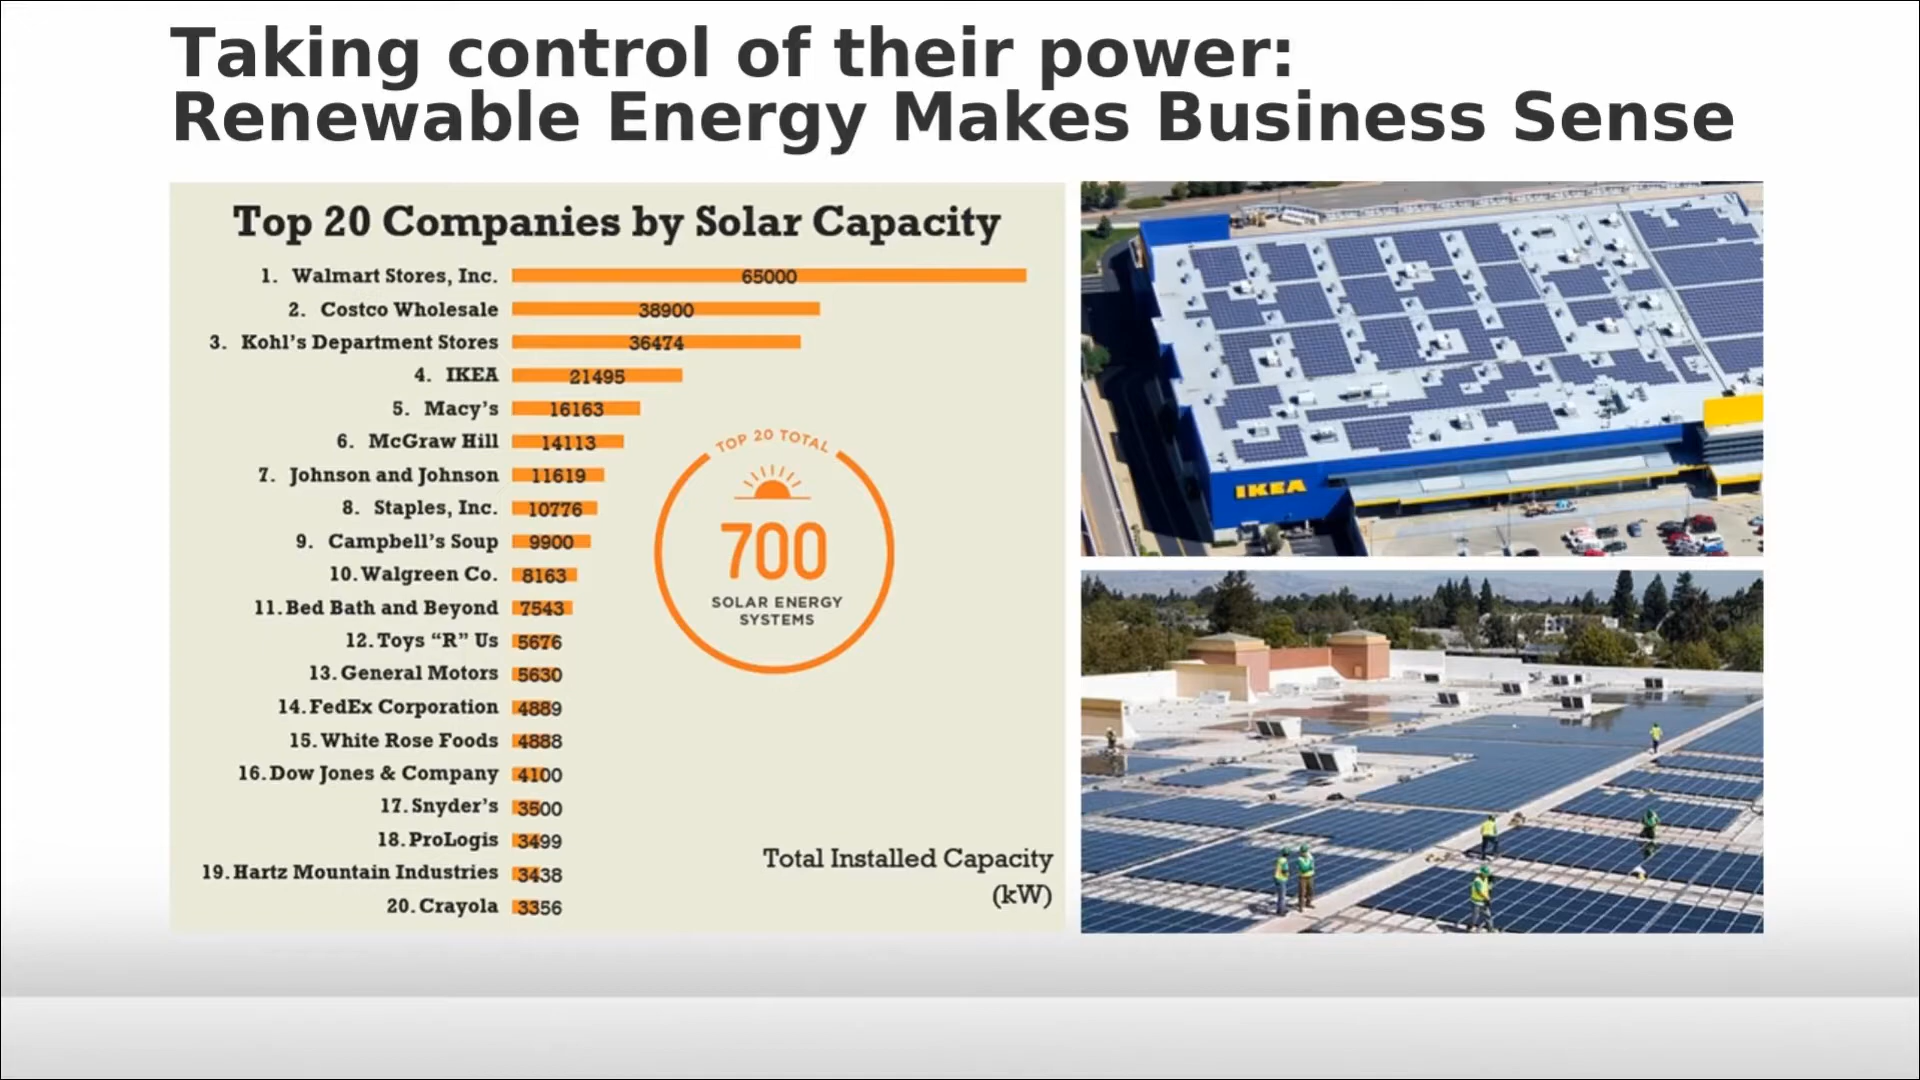 Taking control of their power:
Renewable Energy Makes Business Sense
Top 20 Companies by Solar Capacity
1. Walmart Stores, Inc. 65000
2. Costco Wholesale 38900
3. Kohl’s Department Stores 36474
4. IKEA 21495
5. Macy’s 16163
6. McGraw Hill 14113
7. Johnson and Johnson 11619
8. Staples, Inc. 10776
9. Campbell’s Soup 9900
10. Walgreen Co. 8163
11. Bed Bath and Beyond 7543
12. Toys “R” Us 5676
13. General Motors 5630
14. FedEx Corporation 4889
15. White Rose Foods 4888
16. Dow Jones & Company 4100
17. Snyder’s 3500
18. ProLogis 3499
19. Hartz Mountain Industries 3438
20. Crayola 3356
TOP 20 TOTAL
700
SOLAR ENERGY
SYSTEMS
Total Installed Capacity
(kW)
IKEA